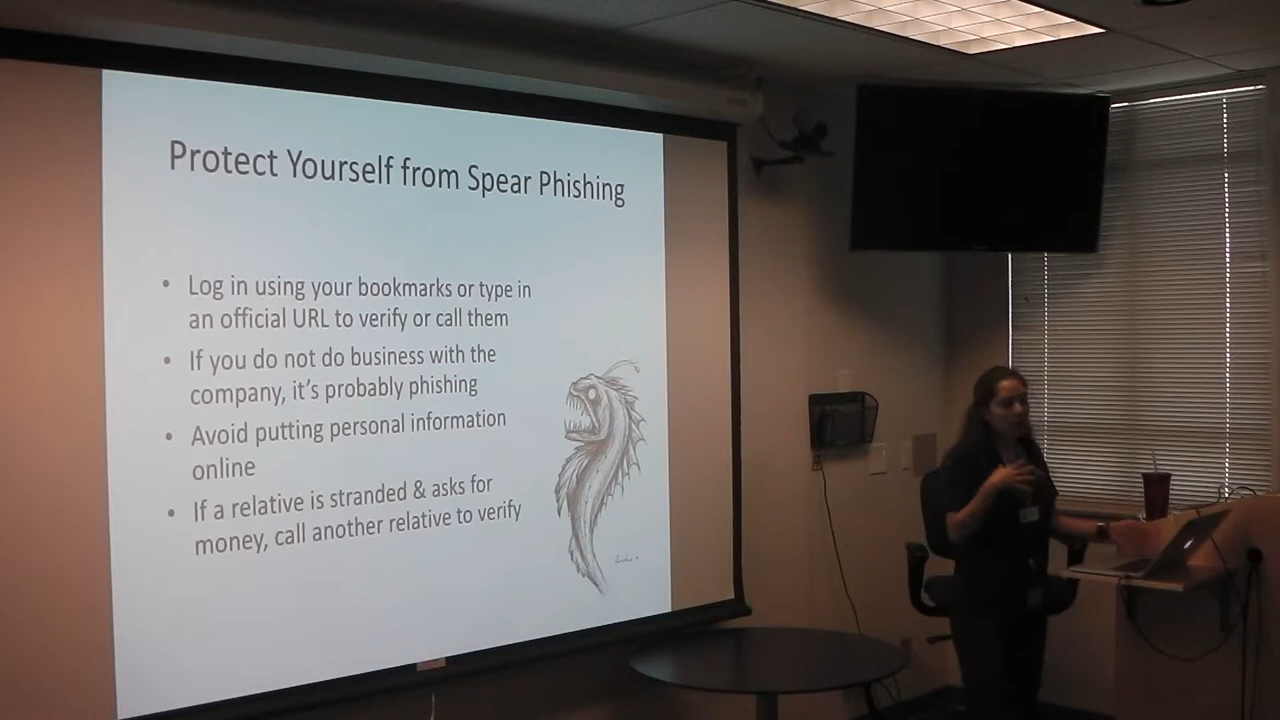 Protect Yourself from Spear Phishing
• Log in using your bookmarks or type in
an official URL to verify or call them
• If you do not do business with the
company, it's probably phishing
• Avoid putting personal information
online
• If a relative is stranded & asks for
money, call another relative to verify